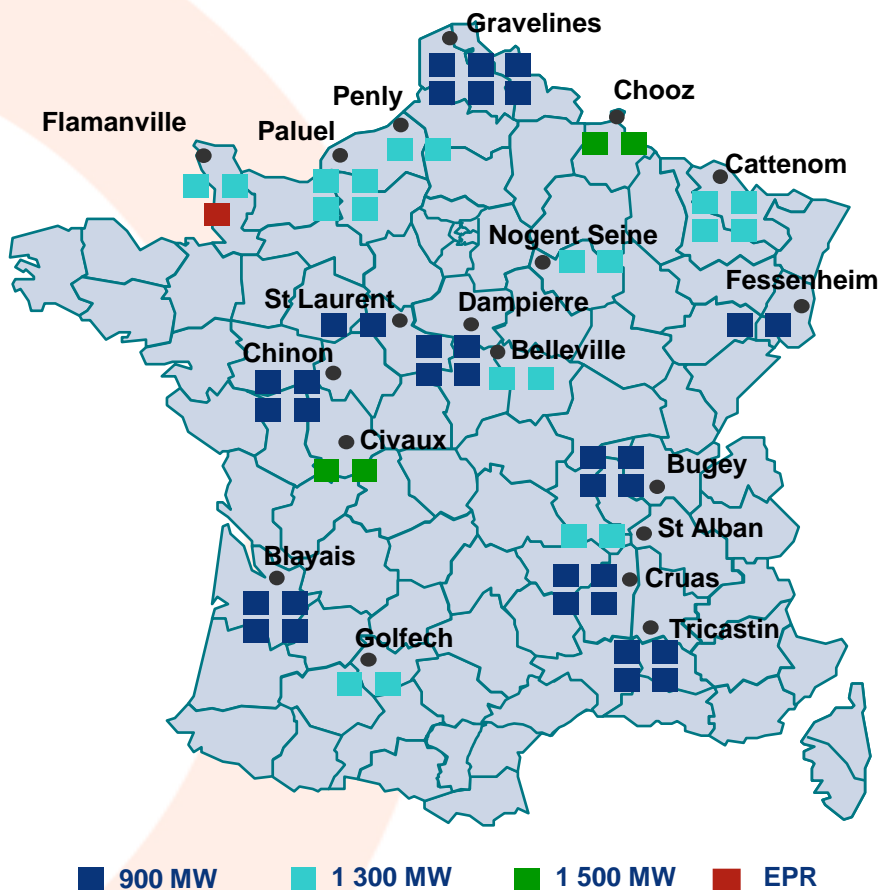 Gravelines
Chooz
Penly
Flamanville
Paluel
Cattenom
Nogent Seine
Fessenheim
St Laurent
Dampierre
Chinon
Belleville
Civaux
Bugey
St Alban
Blayais
Cruas
Tricastin
Golfech
900 MW 1 300 MW 1 500 MW EPR